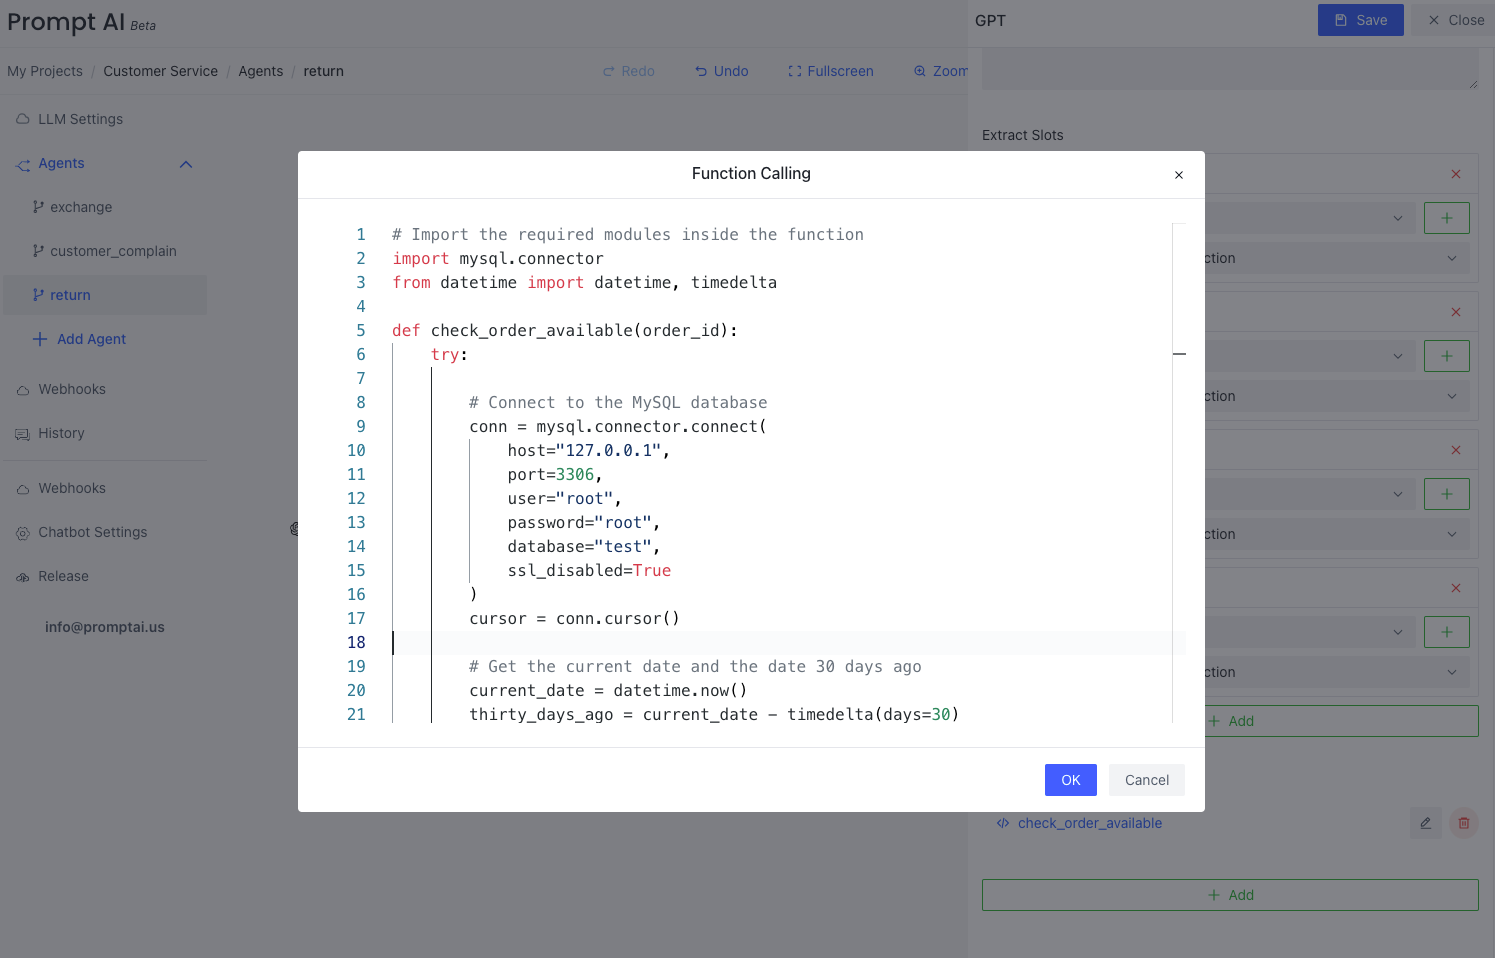 Prompt AI Beta
GPT
Save
Close
My Projects / Customer Service / Agents / return
Redo
Undo
Fullscreen
Zoom
LLM Settings
Agents
exchange
customer_complain
return
Add Agent
Webhooks
History
Webhooks
Chatbot Settings
Release
info@promptai.us
Extract Slots
ction
ction
ction
ction
Add
check_order_available
Add
Function Calling
1 # Import the required modules inside the function
2 import mysql.connector
3 from datetime import datetime, timedelta
4
5 def check_order_available(order_id):
6 try:
7
8 # Connect to the MySQL database
9 conn = mysql.connector.connect(
10 host="127.0.0.1",
11 port=3306,
12 user="root",
13 password="root",
14 database="test",
15 ssl_disabled=True
16 )
17 cursor = conn.cursor()
18
19 # Get the current date and the date 30 days ago
20 current_date = datetime.now()
21 thirty_days_ago = current_date - timedelta(days=30)
OK
Cancel